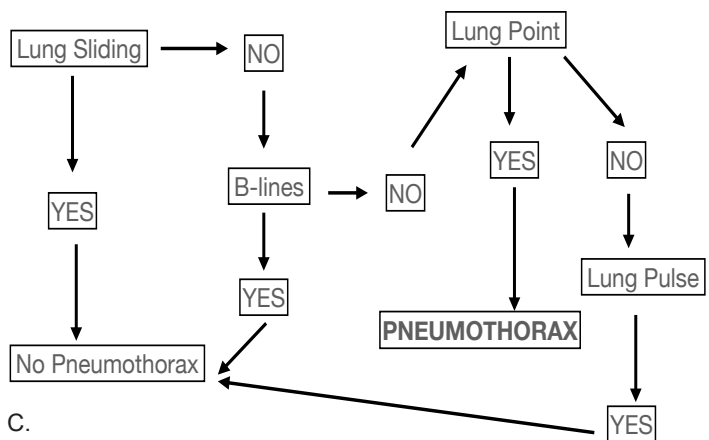 Lung Sliding
NO
Lung Point
B-lines
NO
YES
NO
YES
YES
Lung Pulse
PNEUMOTHORAX
No Pneumothorax
YES
C.